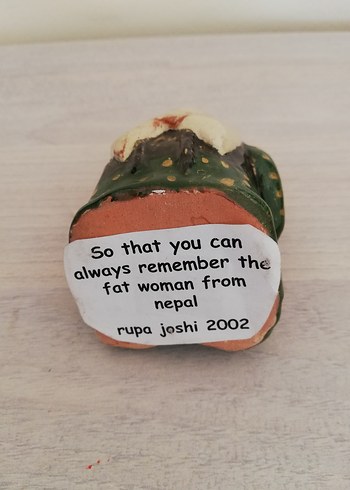 So that you can
always remember the
fat woman from
nepal
rupa joshi 2002